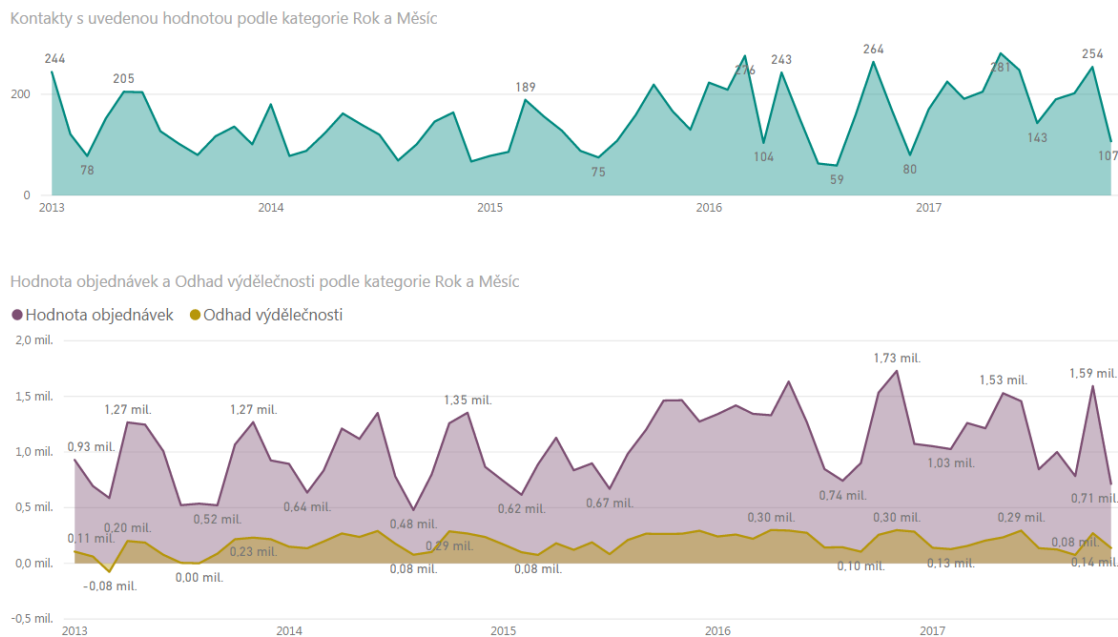 Kontakty s uvedenou hodnotou podle kategorie Rok a Měsíc
244
205
189
276
243
264
281
254
200
78
75
104
59
80
143
107
0
2013 2014 2015 2016 2017
Hodnota objednávek a Odhad výdělečnosti podle kategorie Rok a Měsíc
Hodnota objednávek Odhad výdělečnosti
2,0 mil.
1,73 mil.
1,59 mil.
1,53 mil.
1,5 mil.
1,27 mil.
1,27 mil.
1,35 mil.
0,93 mil.
1,0 mil.
1,03 mil.
0,64 mil.
0,62 mil.
0,67 mil.
0,74 mil.
0,71 mil.
0,5 mil.
0,52 mil.
0,48 mil.
0,11 mil.
0,20 mil.
0,23 mil.
0,29 mil.
0,30 mil.
0,30 mil.
0,29 mil.
0,08 mil.
0,0 mil.
-0,08 mil.
0,00 mil.
0,08 mil.
0,08 mil.
0,10 mil.
0,13 mil.
0,14 mil.
-0,5 mil.
2013 2014 2015 2016 2017